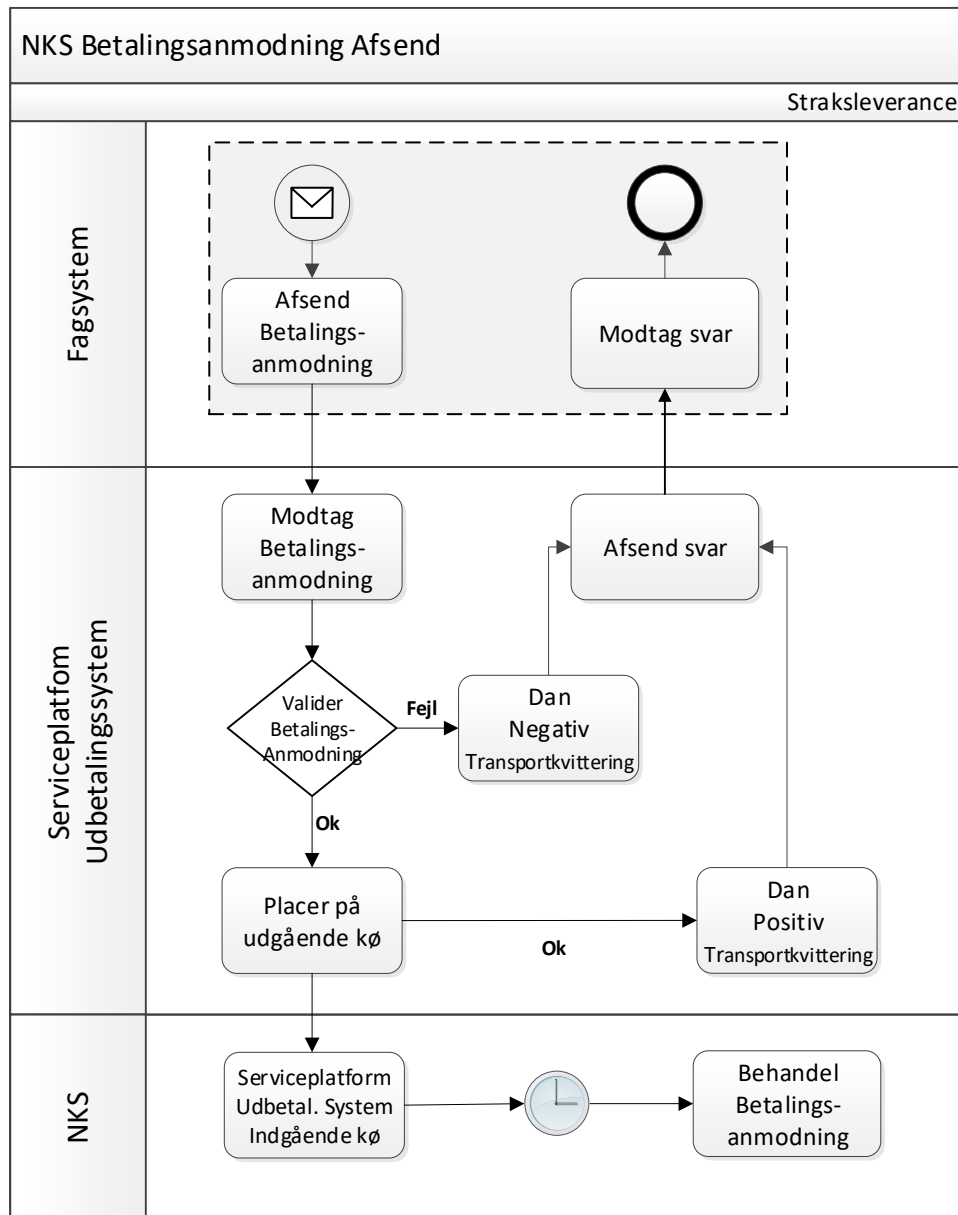 NKS Betalingsanmodning Afsend
Straksleverance
Fagsystem
Afsend
Betalings-
anmodning
Modtag svar
Serviceplatfom
Udbetalingssystem
Modtag
Betalings-
anmodning
Afsend svar
Valider
Betalings-
Anmodning
Fejl
Dan
Negativ
Transportkvittering
Ok
Placer på
udgående kø
Ok
Dan
Positiv
Transportkvittering
NKS
Serviceplatform
Udbetal. System
Indgående kø
Behandel
Betalings-
anmodning